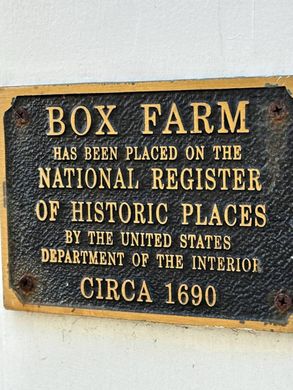 BOX FARM
HAS BEEN PLACED ON THE
NATIONAL REGISTER
OF HISTORIC PLACES
BY THE UNITED STATES
DEPARTMENT OF THE INTERIOR
CIRCA 1690